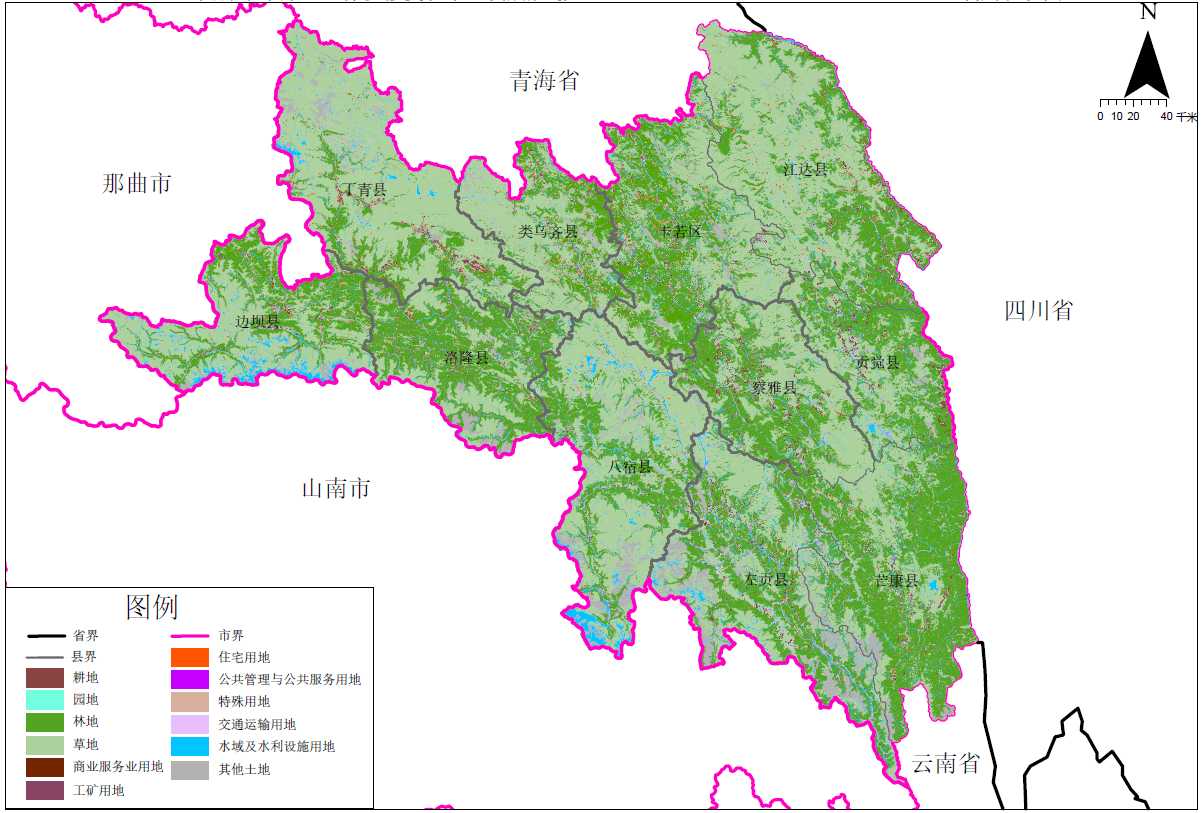 N
0 10 20 40 千米
青海省
那曲市
江达县
丁青县
类乌齐县
卡若区
四川省
边坝县
洛隆县
贡觉县
察雅县
八宿县
山南市
左贡县
芒康县
云南省
图例
省界
市界
县界
住宅用地
耕地
公共管理与公共服务用地
园地
特殊用地
林地
交通运输用地
草地
水域及水利设施用地
商业服务业用地
其他土地
工矿用地